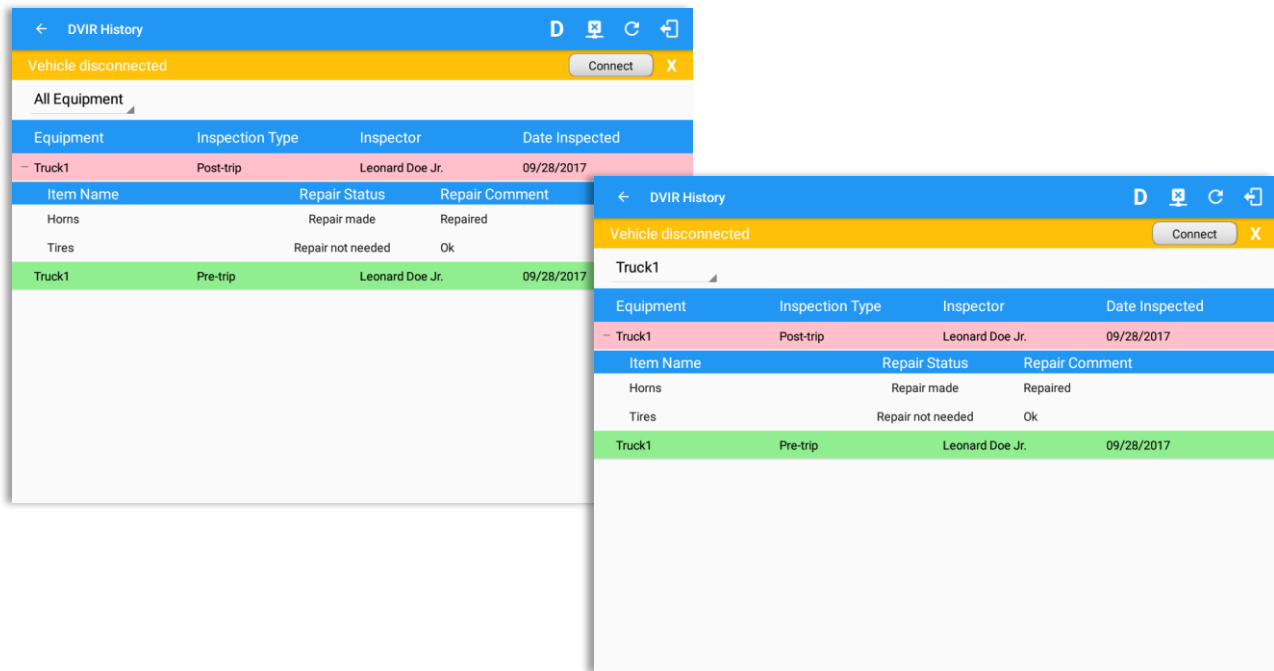 DVIR History D
Vehicle disconnected Connect X
All Equipment
Equipment Inspection Type Inspector Date Inspected
− Truck1 Post-trip Leonard Doe Jr. 09/28/2017
Item Name Repair Status Repair Comment
Horns Repair made Repaired
Tires Repair not needed Ok
Truck1 Pre-trip Leonard Doe Jr. 09/28/2017
DVIR History D
Vehicle disconnected Connect X
Truck1
Equipment Inspection Type Inspector Date Inspected
− Truck1 Post-trip Leonard Doe Jr. 09/28/2017
Item Name Repair Status Repair Comment
Horns Repair made Repaired
Tires Repair not needed Ok
Truck1 Pre-trip Leonard Doe Jr. 09/28/2017